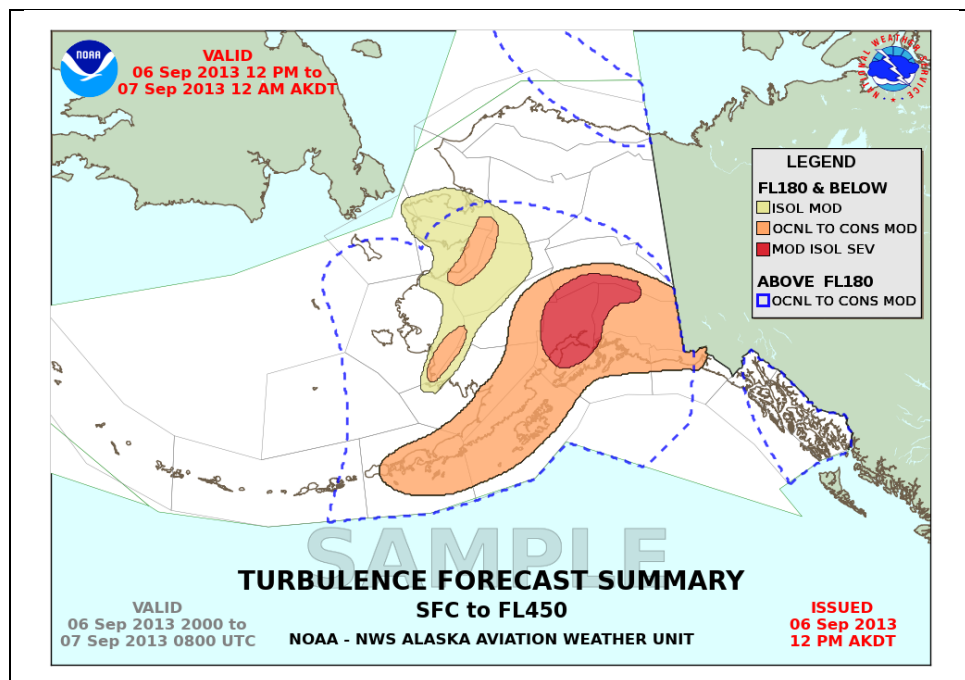 NOAA
VALID
06 Sep 2013 12 PM to
07 Sep 2013 12 AM AKDT
NATIONAL WEATHER SERVICE
LEGEND
FL180 & BELOW
ISOL MOD
OCNL TO CONS MOD
MOD ISOL SEV
ABOVE FL180
OCNL TO CONS MOD
SAMPLE
TURBULENCE FORECAST SUMMARY
SFC to FL450
NOAA - NWS ALASKA AVIATION WEATHER UNIT
VALID
06 Sep 2013 2000 to
07 Sep 2013 0800 UTC
ISSUED
06 Sep 2013
12 PM AKDT